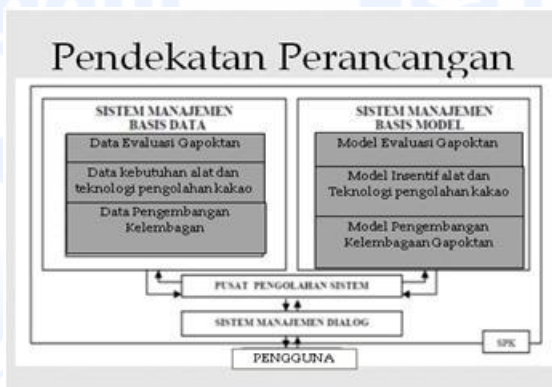 Pendekatan Perancangan
SISTEM MANAJEMEN
BASIS DATA
Data Evaluasi Gapoktan
Data kebutuhan alat dan
teknologi pengolahan kakao
Data Pengembangan
Kelembagan
SISTEM MANAJEMEN
BASIS MODEL
Model Evaluasi Gapoktan
Model Insentif alat dan
Teknologi pengolahan kakao
Model Pengembangan
Kelembagaan Gapoktan
PUSAT PENGOLAHAN SISTEM
SISTEM MANAJEMEN DIALOG
SPK
PENGGUNA